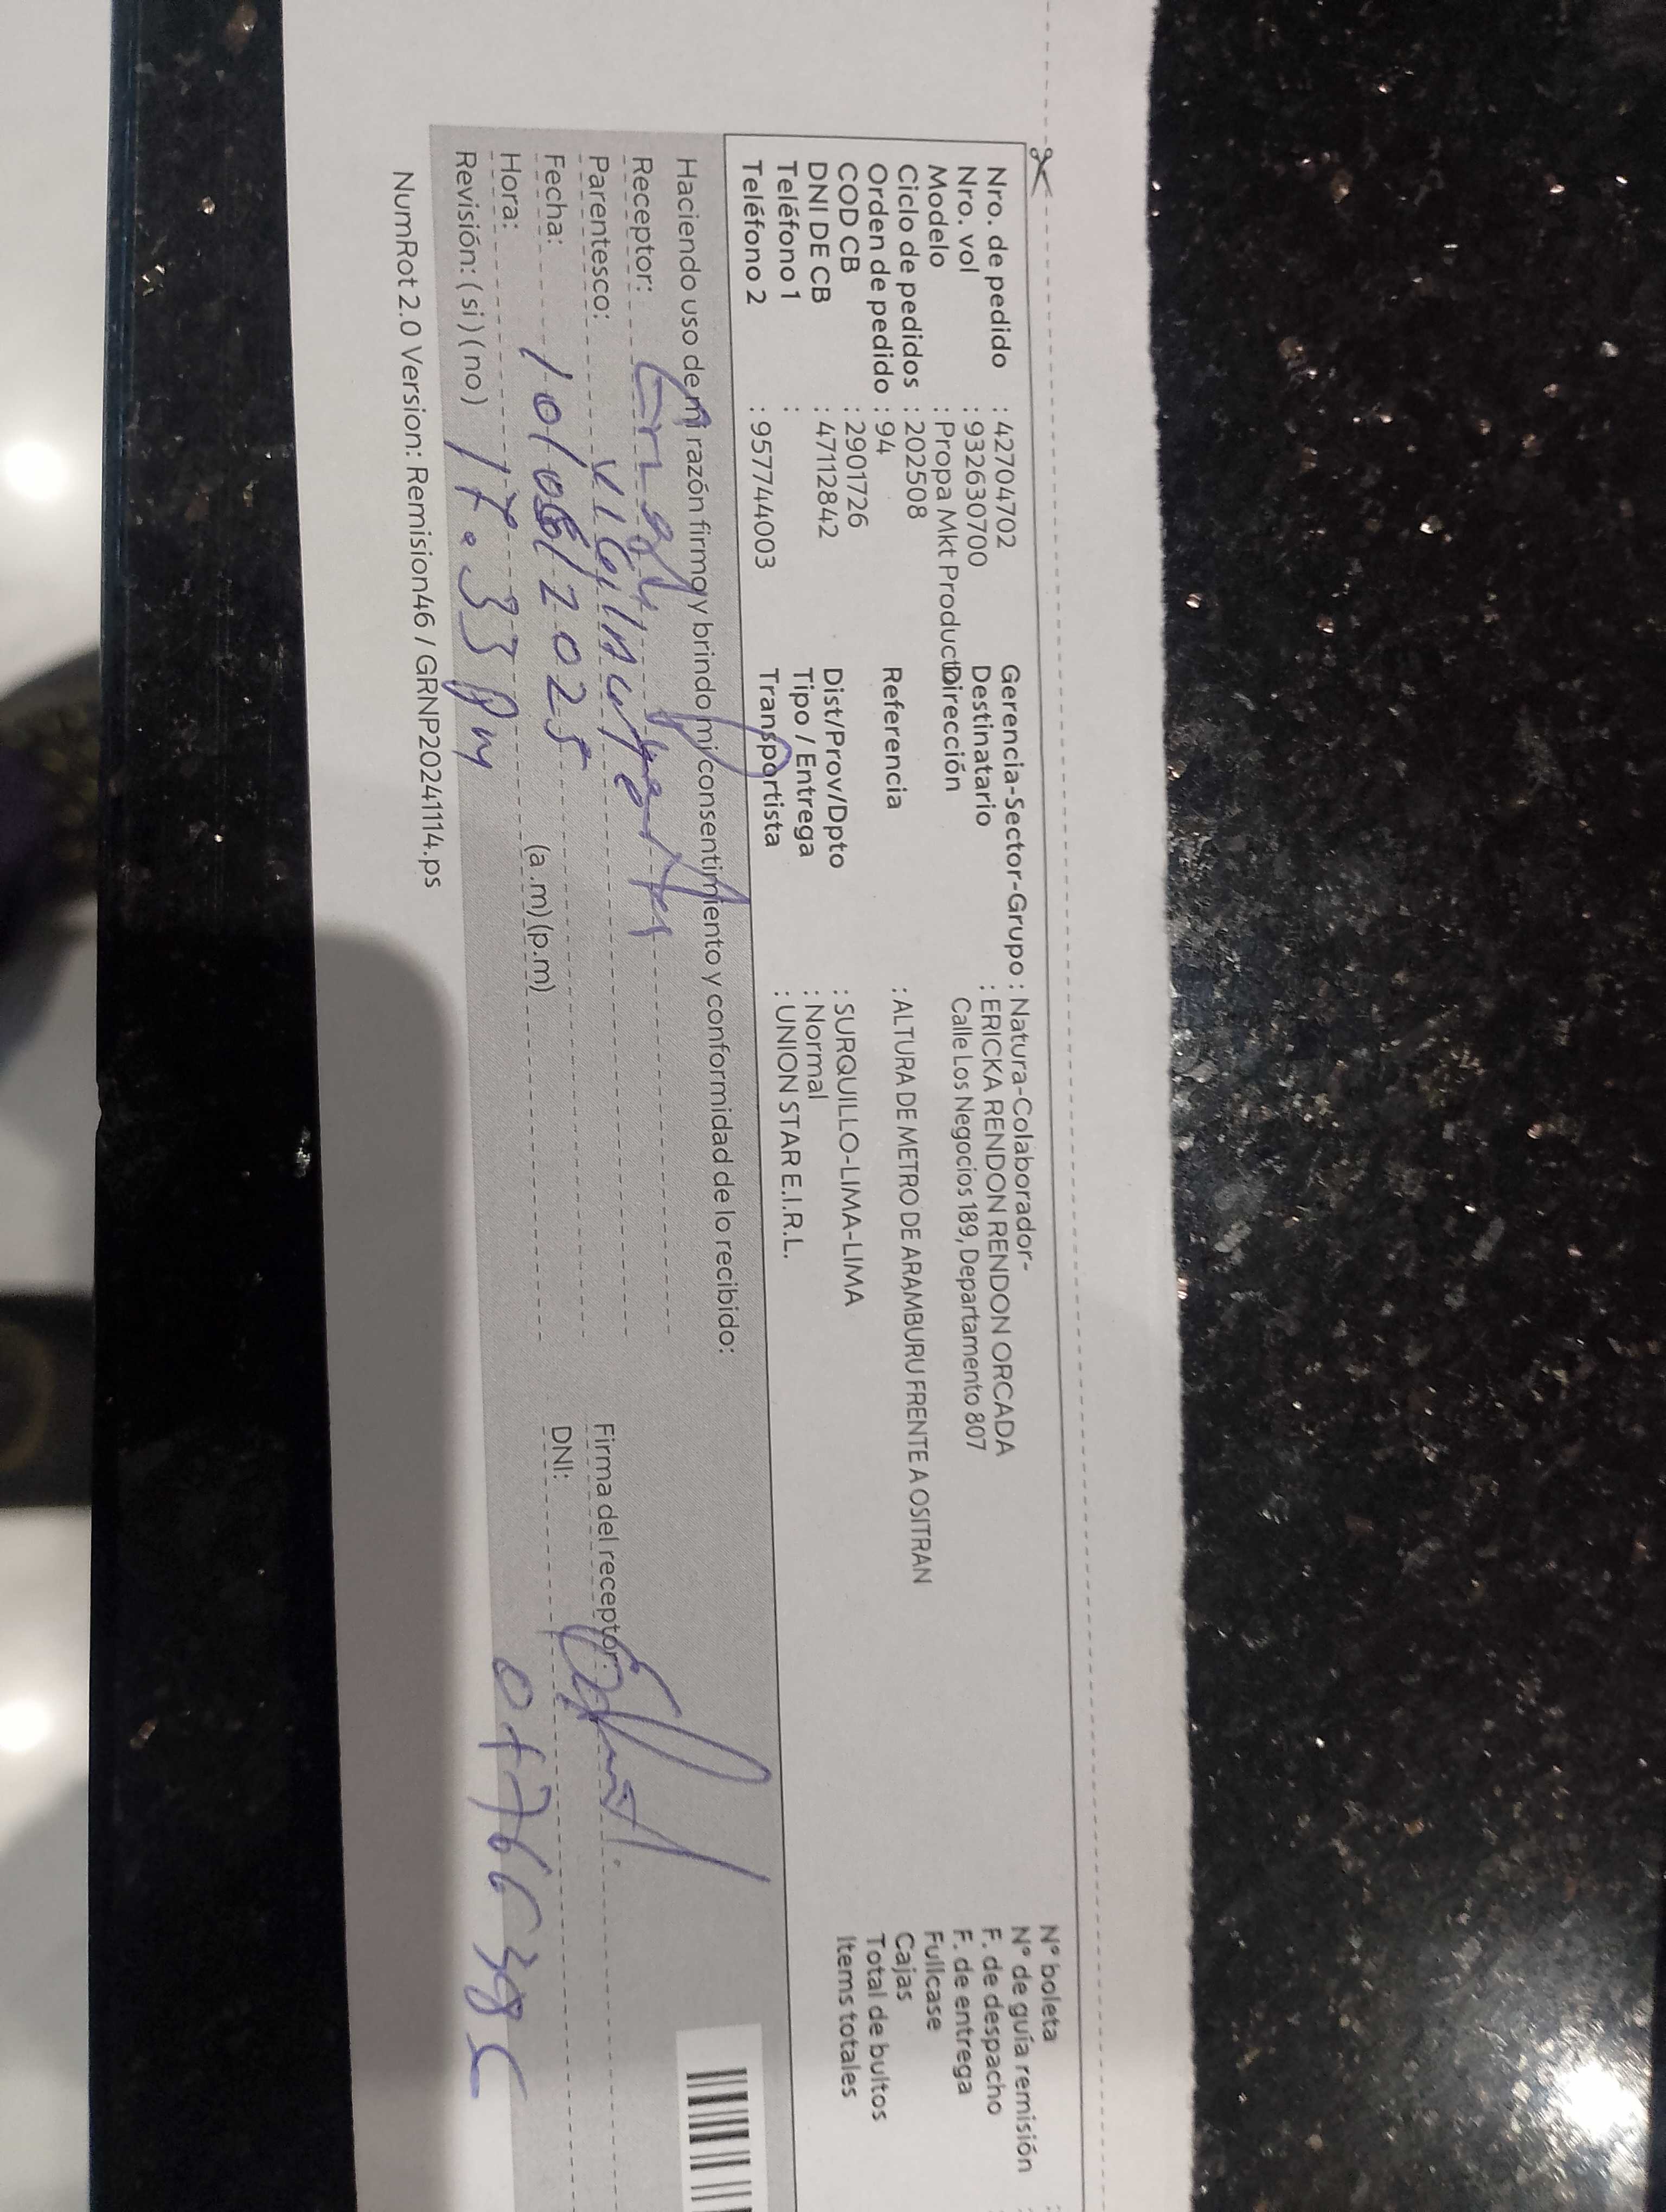 Nro. de pedido : 42704702
Nro. vol : 932630700
Modelo : Propa Mkt Producto
Ciclo de pedidos : 202508
Orden de pedido : 94
COD CB : 2901726
DNI DE CB : 47112842
Teléfono 1 :
Teléfono 2 : 957744003
Gerencia-Sector-Grupo : Natura-Colaborador-
Destinatario : ERICKA RENDON RENDON ORCADA
Dirección Calle Los Negocios 189, Departamento 807
Referencia : ALTURA DE METRO DE ARAMBURU FRENTE A OSITRAN
Dist/Prov/Dpto : SURQUILLO-LIMA-LIMA
Tipo / Entrega : Normal
Transportista : UNION STAR E.I.R.L.
N° boleta :
N° de guía remisión :
F. de despacho :
F. de entrega
Fullcase
Cajas
Total de bultos
Items totales
Haciendo uso de mi razón firmo y brindo mi consentimiento y conformidad de lo recibido:
Receptor:
Parentesco:
Fecha: 10/08/2025
Hora: (a.m) (p.m)
Revisión: ( si ) ( no ) 17.33 pm
Firma del receptor:
DNI:
NumRot 2.0 Version: Remision46 / GRNP20241114.ps